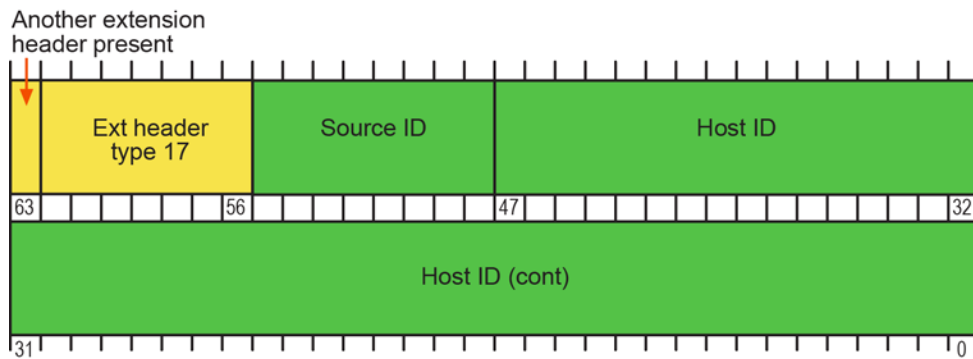 Another extension
header present
Ext header
type 17
Source ID
Host ID
63
56
47
32
Host ID (cont)
31
0